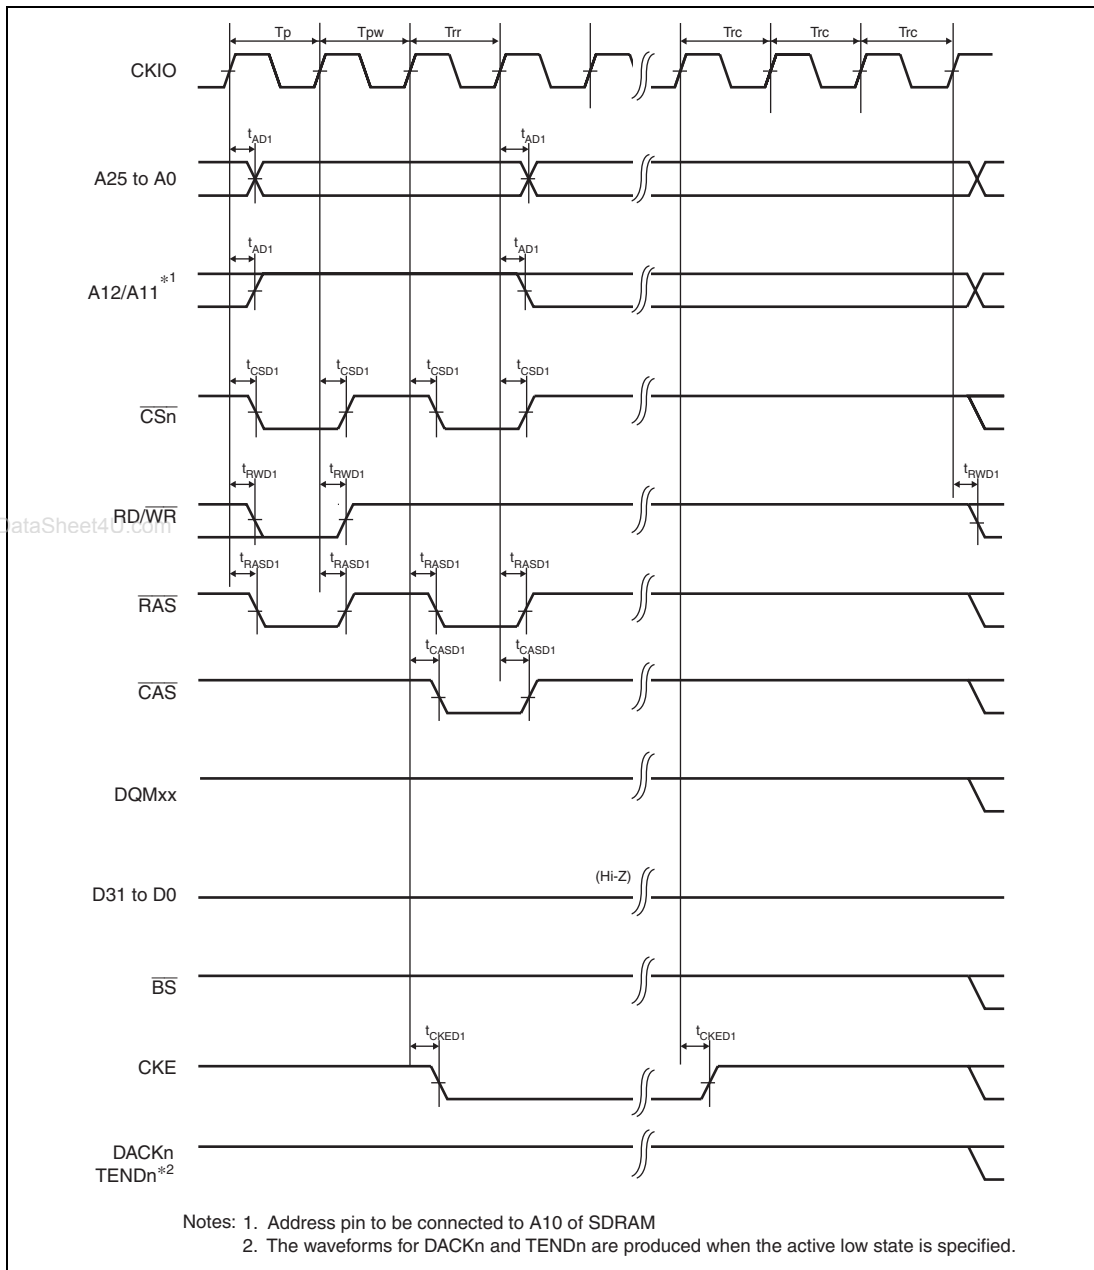 Tp Tpw Trr Trc Trc Trc
CKIO
tAD1 tAD1
A25 to A0
tAD1 tAD1
A12/A11*1
tCSD1 tCSD1 tCSD1 tCSD1
CSn
tRWD1 tRWD1 tRWD1
RD/WR
DataSheet4U.com
tRASD1 tRASD1 tRASD1 tRASD1
RAS
tCASD1 tCASD1
CAS
DQMxx
(Hi-Z)
D31 to D0
BS
tCKED1 tCKED1
CKE
DACKn
TENDn*2
Notes: 1. Address pin to be connected to A10 of SDRAM
2. The waveforms for DACKn and TENDn are produced when the active low state is specified.